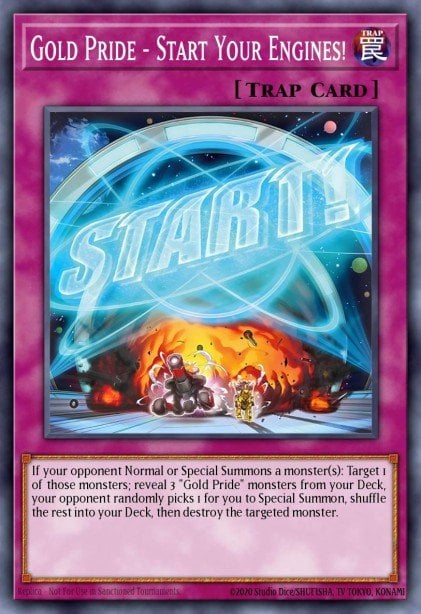 Gold Pride - Start Your Engines!
TRAP
罠
[Trap Card]
START!
If your opponent Normal or Special Summons a monster(s): Target 1
of those monsters; reveal 3 "Gold Pride" monsters from your Deck,
your opponent randomly picks 1 for you to Special Summon, shuffle
the rest into your Deck, then destroy the targeted monster.
Replica - Not For Use in Sanctioned Tournaments
©2020 Studio Dice/SHUEISHA, TV TOKYO, KONAMI